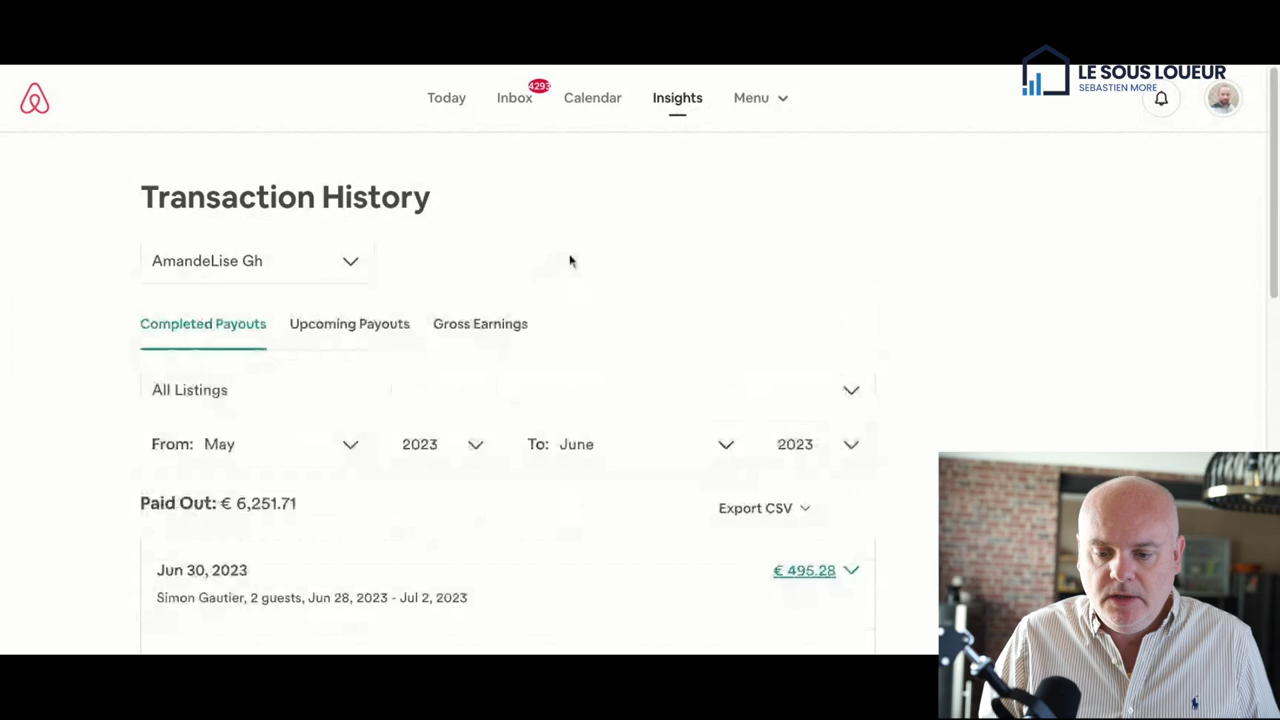 LE SOUS LOUEUR
SEBASTIEN MORE
4293
Today Inbox Calendar Insights Menu
Transaction History
AmandeLise Gh
Completed Payouts Upcoming Payouts Gross Earnings
All Listings
From: May 2023 To: June 2023
Paid Out: € 6,251.71 Export CSV
Jun 30, 2023 € 495.28
Simon Gautier, 2 guests, Jun 28, 2023 - Jul 2, 2023